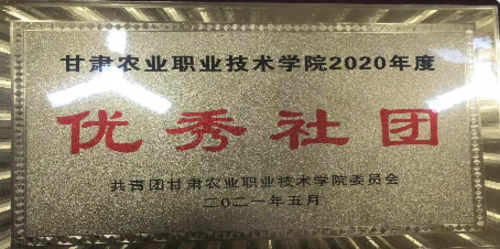 甘肃农业职业技术学院2020年度
优秀社团
共青团甘肃农业职业技术学院委员会
二〇二一年五月